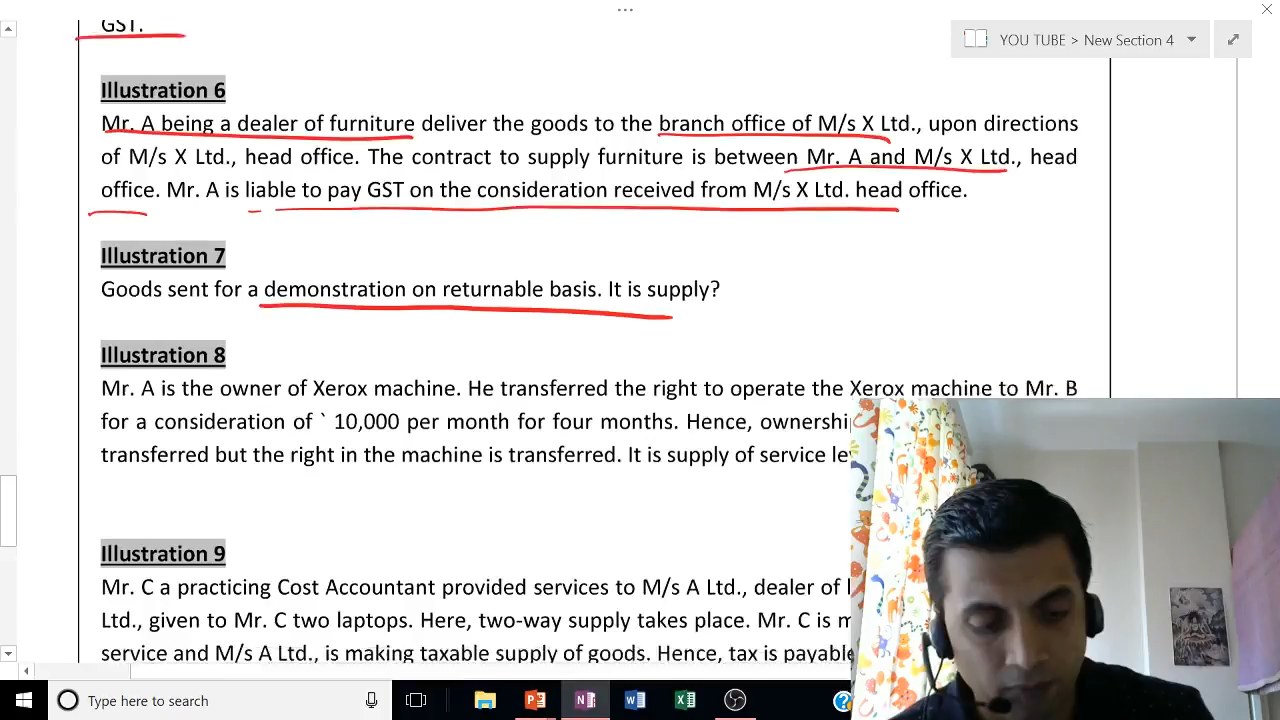 GST.
YOU TUBE > New Section 4
Illustration 6
Mr. A being a dealer of furniture deliver the goods to the branch office of M/s X Ltd., upon directions
of M/s X Ltd., head office. The contract to supply furniture is between Mr. A and M/s X Ltd., head
office. Mr. A is liable to pay GST on the consideration received from M/s X Ltd. head office.
Illustration 7
Goods sent for a demonstration on returnable basis. It is supply?
Illustration 8
Mr. A is the owner of Xerox machine. He transferred the right to operate the Xerox machine to Mr. B
for a consideration of ` 10,000 per month for four months. Hence,
transferred but the right in the machine is transferred. It is supply of service
Illustration 9
Mr. C a practicing Cost Accountant provided services to M/s A Ltd., dealer of
Ltd., given to Mr. C two laptops. Here, two-way supply takes place. Mr. C is
service and M/s A Ltd., is making taxable supply of goods. Hence, tax is payable
Type here to search